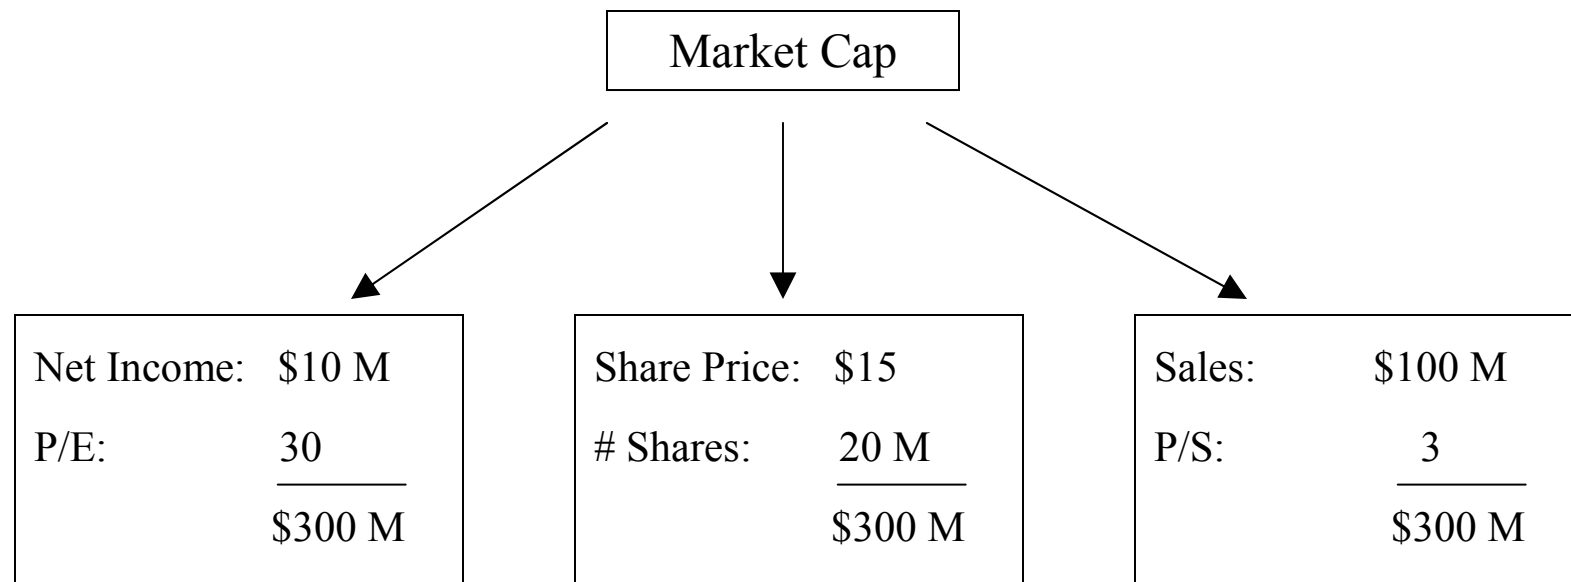 Market Cap
Net Income: $10 M
P/E: 30
$300 M
Share Price: $15
# Shares: 20 M
$300 M
Sales: $100 M
P/S: 3
$300 M